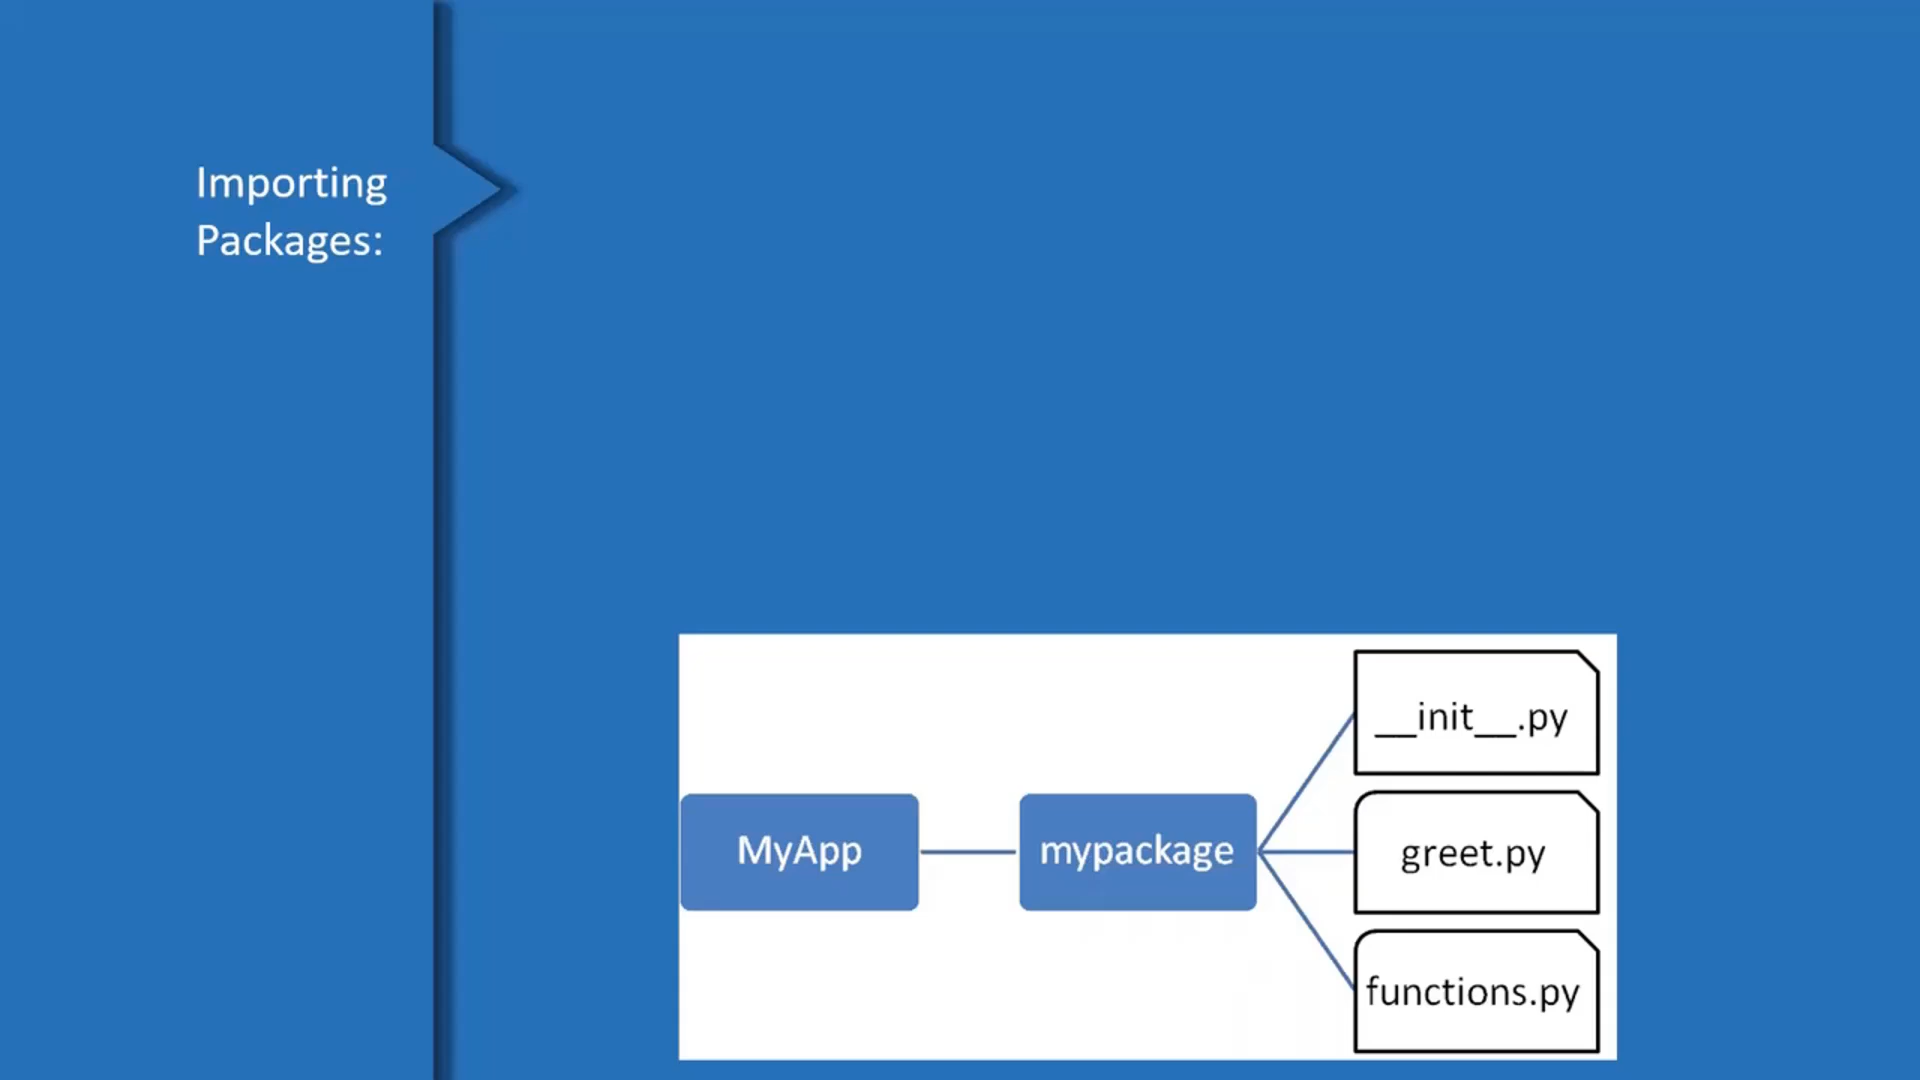 Importing
Packages:
__init__.py
MyApp
mypackage
greet.py
functions.py